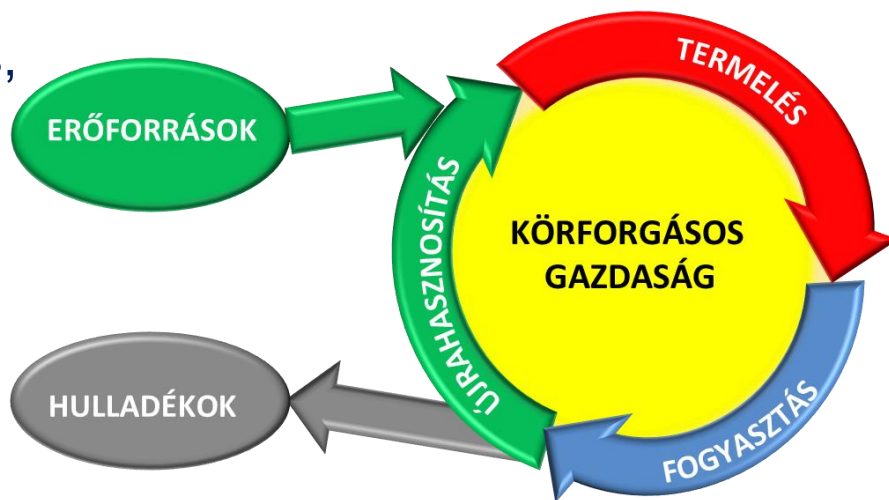 ERŐFORRÁSOK
TERMELÉS
KÖRFORGÁSOS
GAZDASÁG
ÚJRAHASZNOSÍTÁS
HULLADÉKOK
FOGYASZTÁS